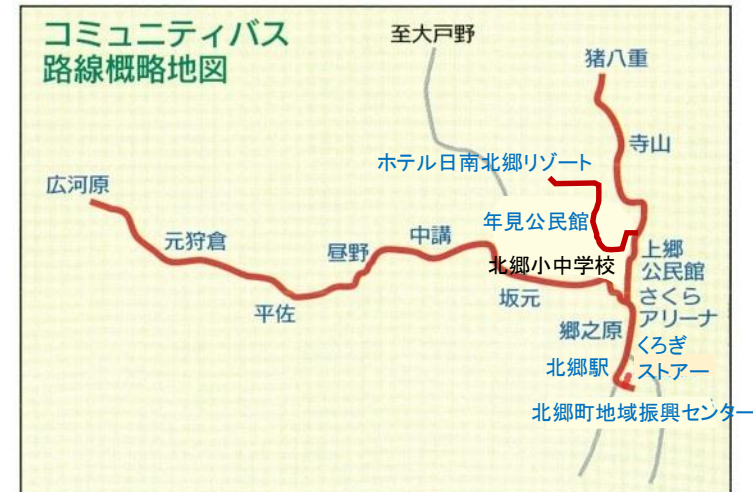 コミュニティバス
路線概略地図
至大戸野
猪八重
寺山
ホテル日南北郷リゾート
広河原
年見公民館
元狩倉
昼野
中講
北郷小中学校
上郷
公民館
平佐
坂元
さくら
アリーナ
郷之原
くろぎ
ストアー
北郷駅
北郷町地域振興センター